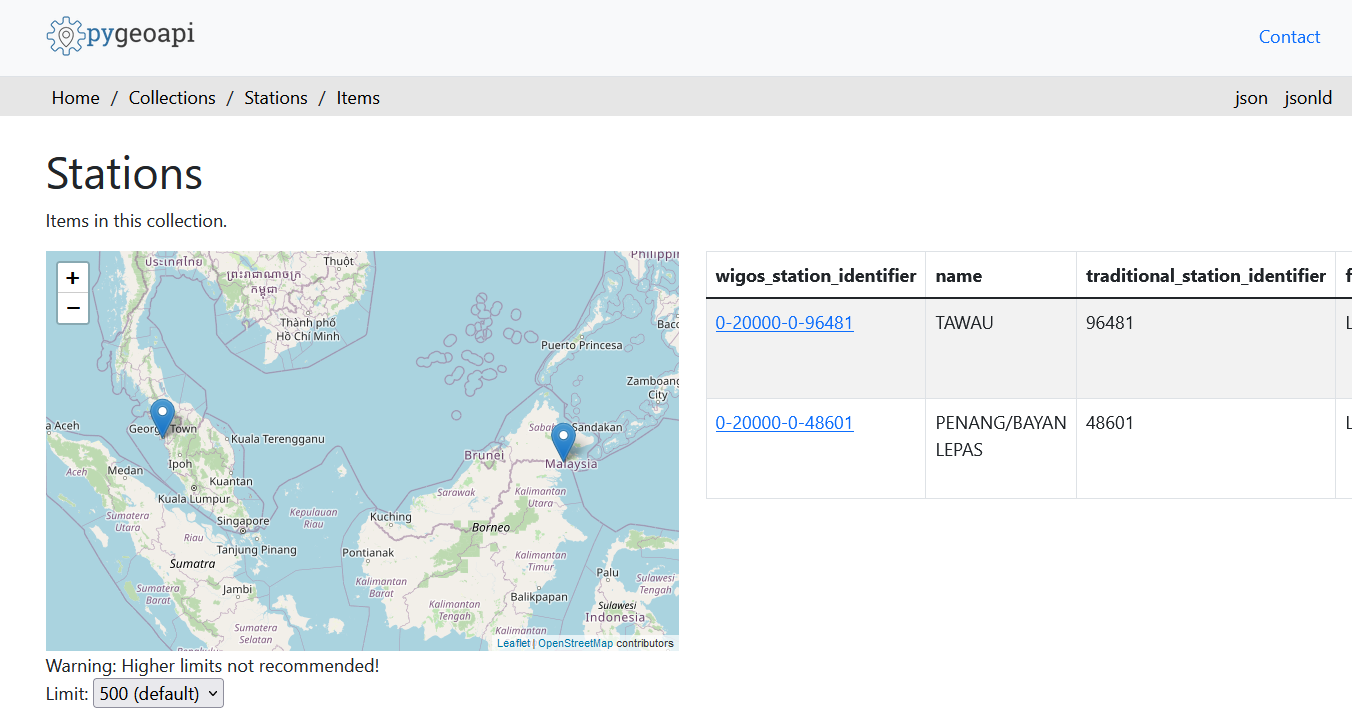 pygeoapi
Contact
Home / Collections / Stations / Items
json jsonld
Stations
Items in this collection.
+
−
ประเทศไทย
Thuột
ព្រះរាជាណាចក្រ
កម្ពុជា
Thành phố
Hồ Chí Minh
Philippin
Baco
Puerto Princesa
Zamboang
City
a Aceh
George Town
Kuala Terengganu
Sabah
Sandakan
Brunei
Malaysia
Aceh
Medan
Ipoh
Kuantan
Kuala Lumpur
Sarawak
Kalimantan
Utara
Sumatera
Utara
Singapore
Kepulauan
Riau
Kuching
Borneo
Riau
Tanjung Pinang
Pontianak
Kalimantan
Timur
Sumatra
Palu
Sulawesi
Tengah
Sumatera
Barat
Jambi
Kalimantan
Barat
Balikpapan
Kalimantan
Tengah
Sulawesi
Indonesia
Sumatera
Selatan
Kalimantan
Leaflet | OpenStreetMap contributors
Warning: Higher limits not recommended!
Limit: 500 (default)
wigos_station_identifier name traditional_station_identifier f
0-20000-0-96481 TAWAU 96481 L
0-20000-0-48601 PENANG/BAYAN 48601 L
LEPAS